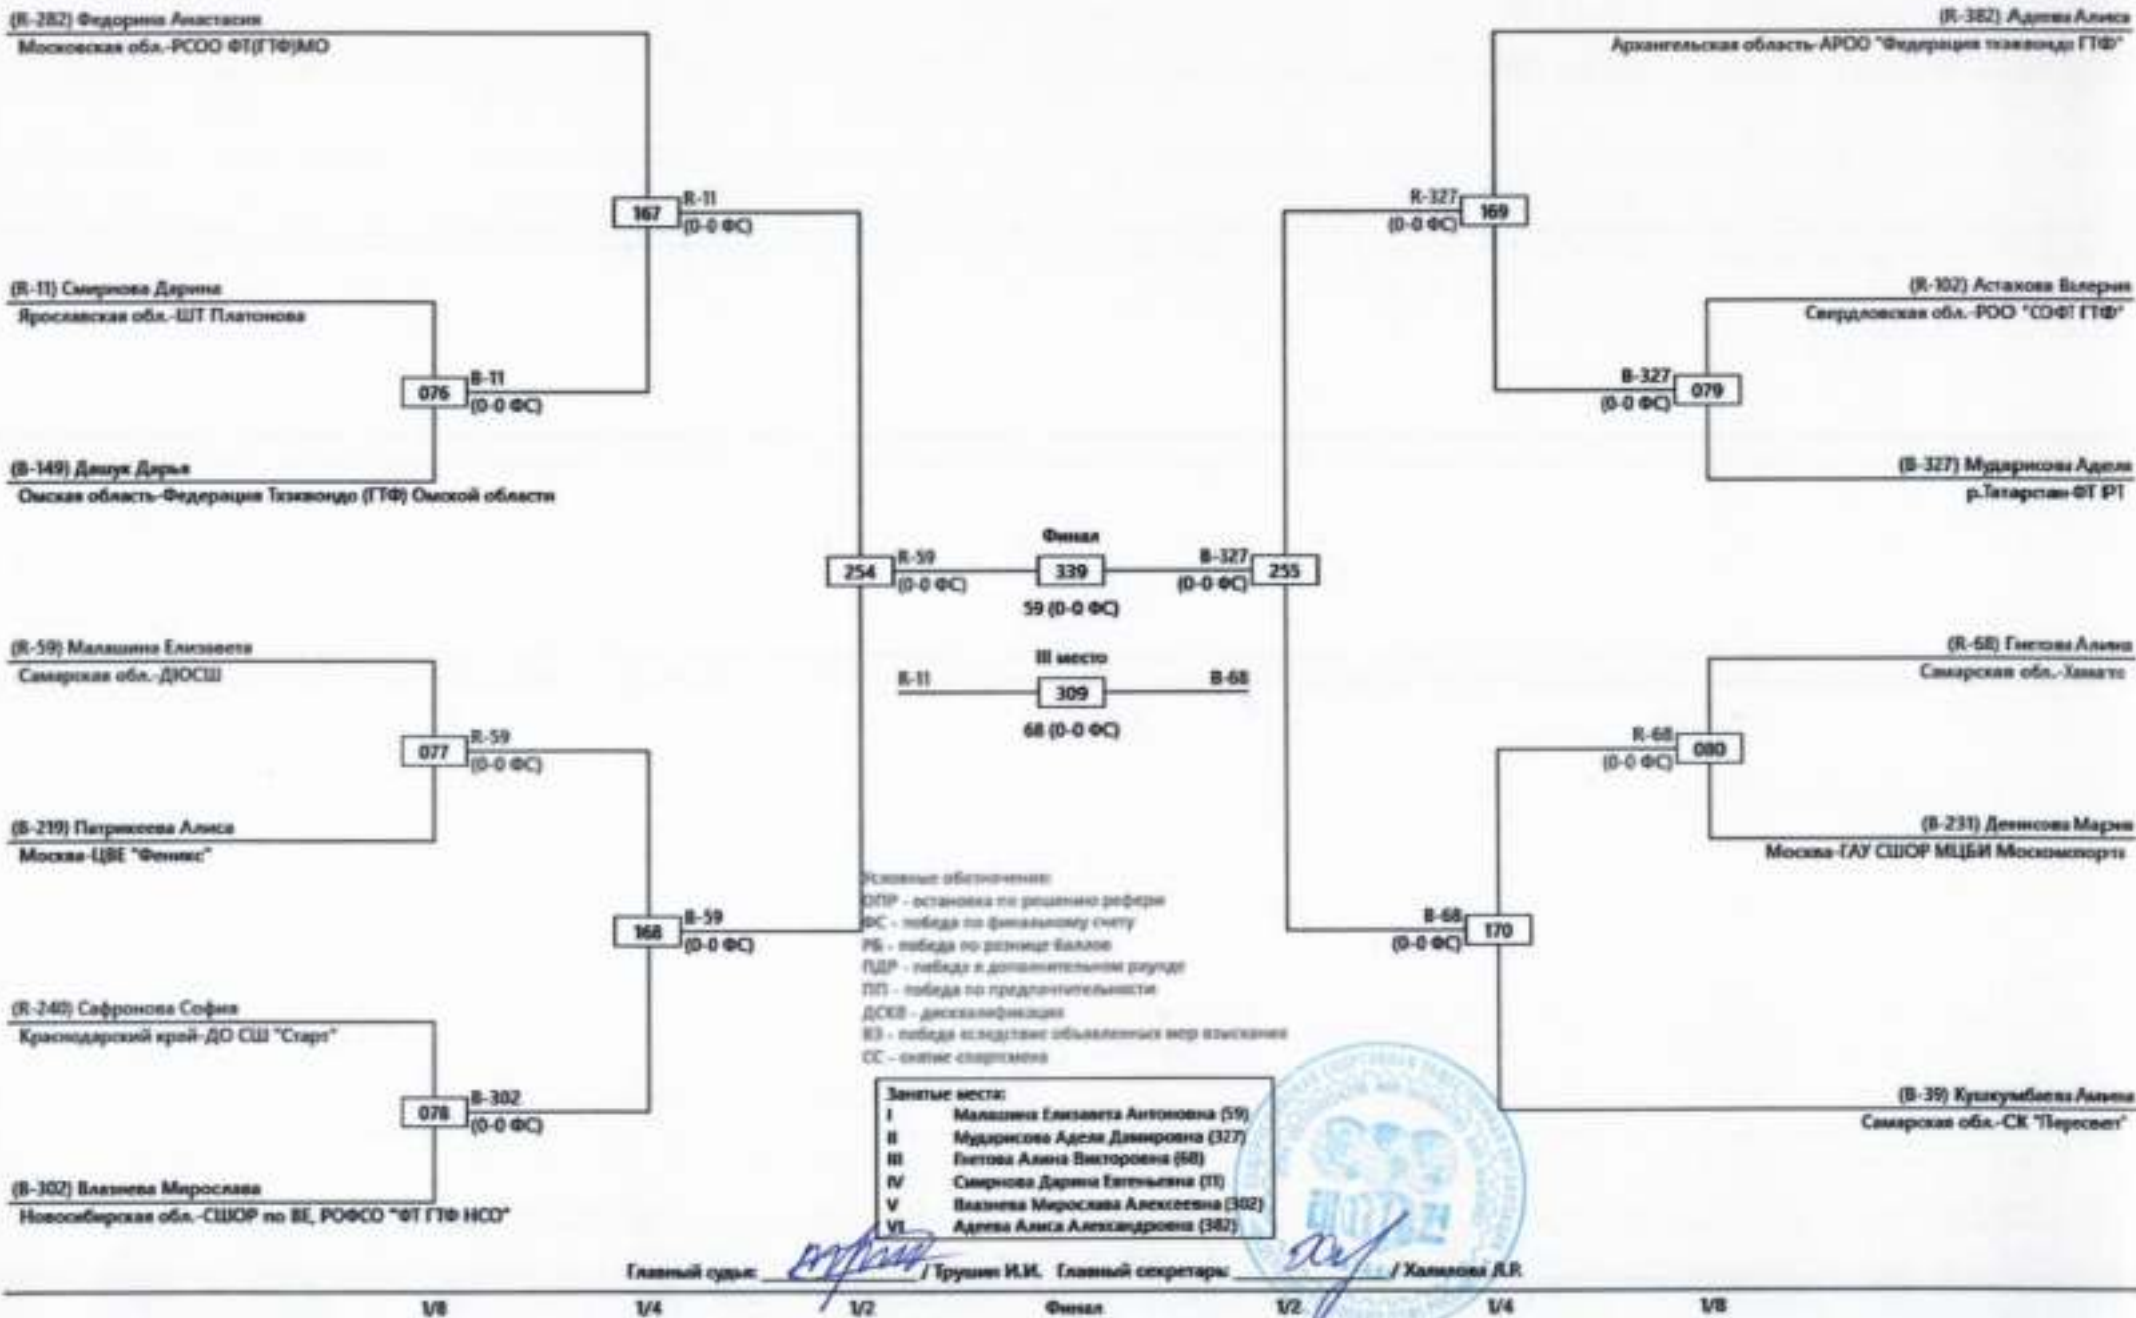 (R-282) Федорина Анастасия
Московская обл.-РСОО ФТ(ГТФ)МО
(R-382) Адеева Алиса
Архангельская область-АРОО "Федерация тхэквондо ГТФ"
167
R-11
(0-0 ФС)
R-327
(0-0 ФС)
169
(R-11) Смирнова Дарина
Ярославская обл.-ШТ Платонова
(R-102) Астахова Валерия
Свердловская обл.-РОО "СОФТ ГТФ"
076
B-11
(0-0 ФС)
B-327
(0-0 ФС)
079
(B-149) Дашук Дарья
Омская область-Федерация Тхэквондо (ГТФ) Омской области
(B-327) Мударисова Аделя
р.Татарстан-ФТ РТ
254
R-59
(0-0 ФС)
Финал
339
59 (0-0 ФС)
B-327
(0-0 ФС)
255
(R-59) Малашина Елизавета
Самарская обл.-ДЮСШ
III место
R-11
309
B-68
68 (0-0 ФС)
(R-68) Гнетова Алина
Самарская обл.-Хамате
077
R-59
(0-0 ФС)
R-68
(0-0 ФС)
080
(B-219) Патрикеева Алиса
Москва-ЦВЕ "Феникс"
(B-231) Денисова Мария
Москва-ГАУ СШОР МЦБИ Москомспорта
168
B-59
(0-0 ФС)
B-68
(0-0 ФС)
170
Условные обозначения:
ОПР - остановка по решению рефери
ФС - победа по финальному счету
РБ - победа по разнице баллов
ПДР - победа в дополнительном раунде
ПП - победа по предпочтительности
ДСКВ - дисквалификация
ВЗ - победа вследствие объявленных мер взыскания
СС - снятие спортсмена
(R-240) Сафронова София
Краснодарский край-ДО СШ "Старт"
078
B-302
(0-0 ФС)
(B-302) Влазнева Мирослава
Новосибирская обл.-СШОР по ВЕ, РОФСО "ФТ ГТФ НСО"
(B-39) Кушкумбаева Амина
Самарская обл.-СК "Пересвет"
Занятые места:
I Малашина Елизавета Антоновна (59)
II Мударисова Аделя Дамировна (327)
III Гнетова Алина Викторовна (68)
IV Смирнова Дарина Евгеньевна (11)
V Влазнева Мирослава Алексеевна (302)
VI Адеева Алиса Александровна (382)
Главный судья: / Трушин И.И. Главный секретарь: / Халилова Л.Р.
1/8 1/4 1/2 Финал 1/2 1/4 1/8